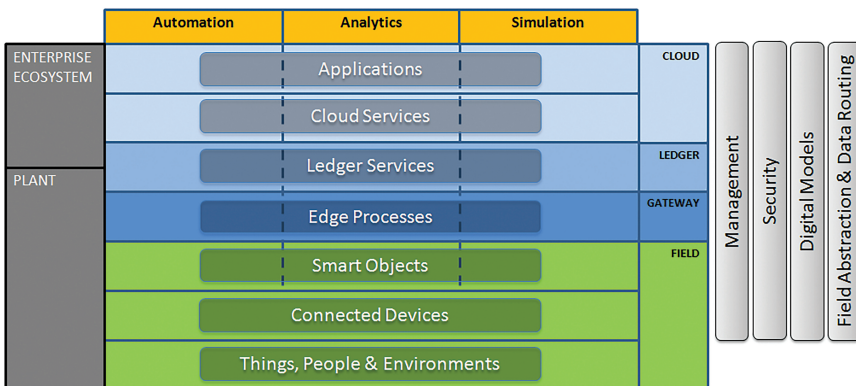 Automation
Analytics
Simulation
ENTERPRISE
ECOSYSTEM
Applications
CLOUD
Cloud Services
Ledger Services
LEDGER
PLANT
Edge Processes
GATEWAY
Smart Objects
FIELD
Connected Devices
Things, People & Environments
Management
Security
Digital Models
Field Abstraction & Data Routing